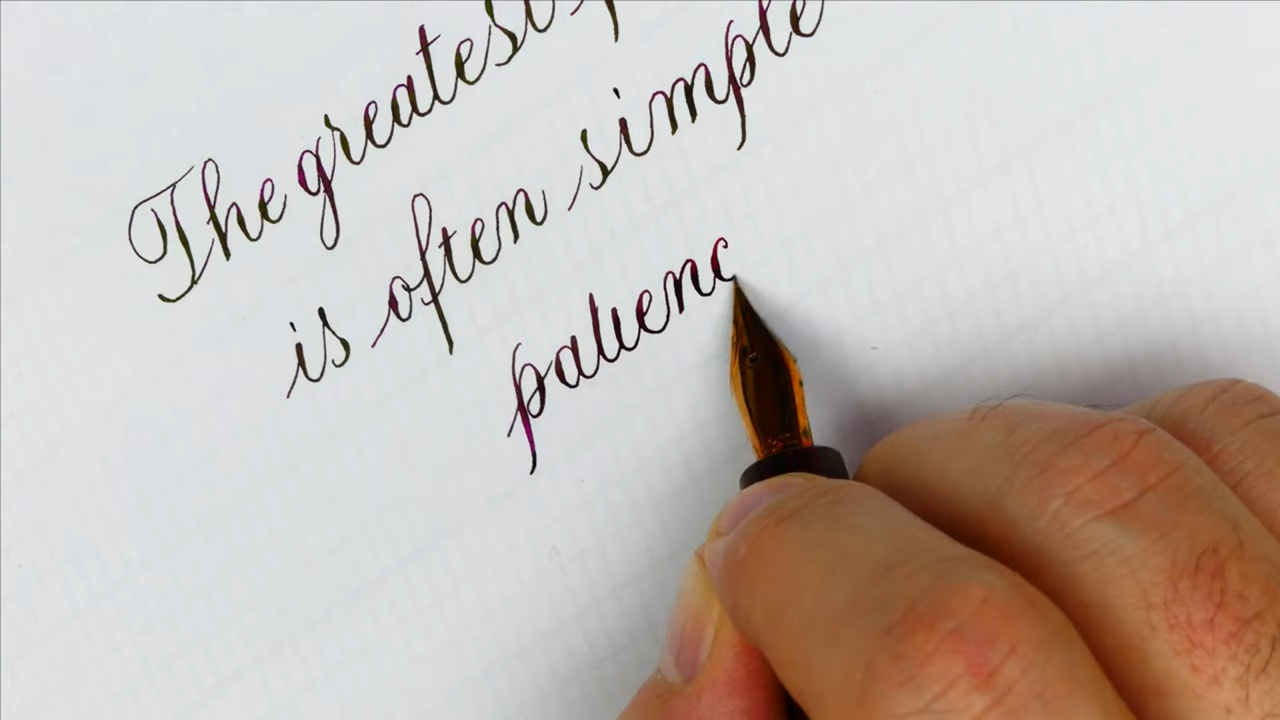 The greatest p
is often simple
patienc